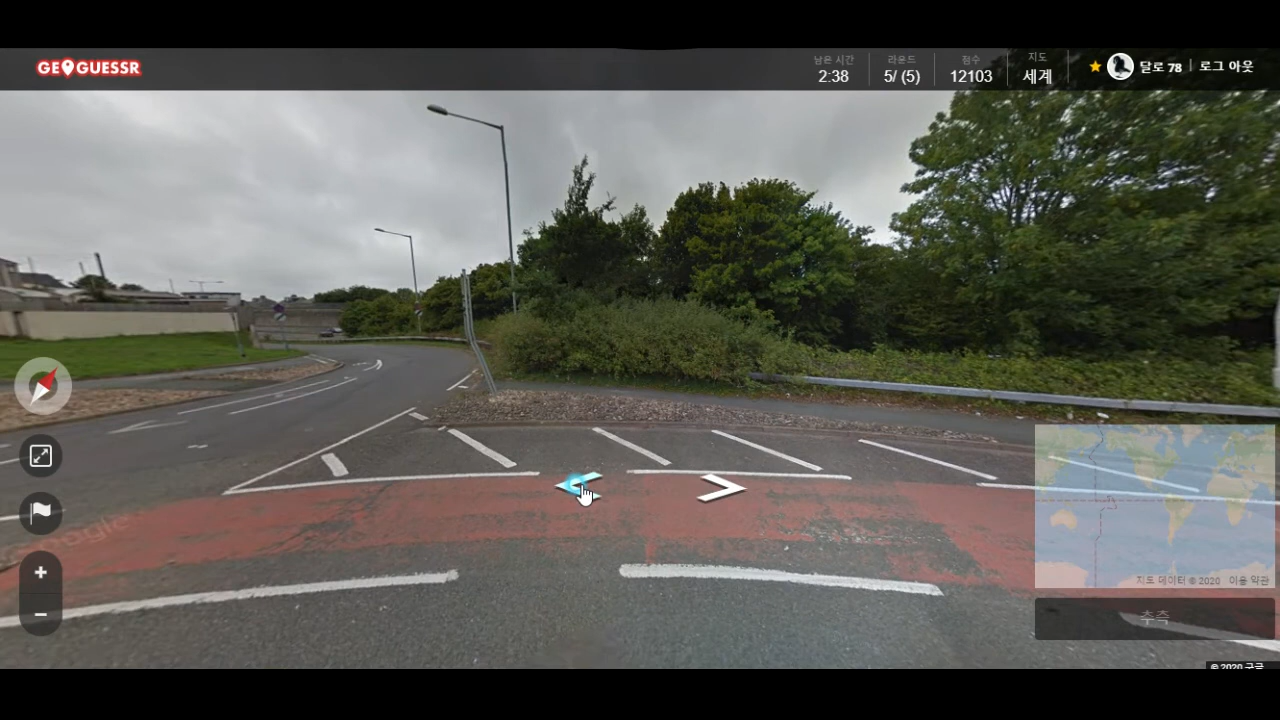 GEOGUESSR
남은 시간
2:38
라운드
5/ (5)
점수
12103
지도
세계
달로 78 | 로그 아웃
지도 데이터 © 2020 이용 약관
추측
© 2020 구글